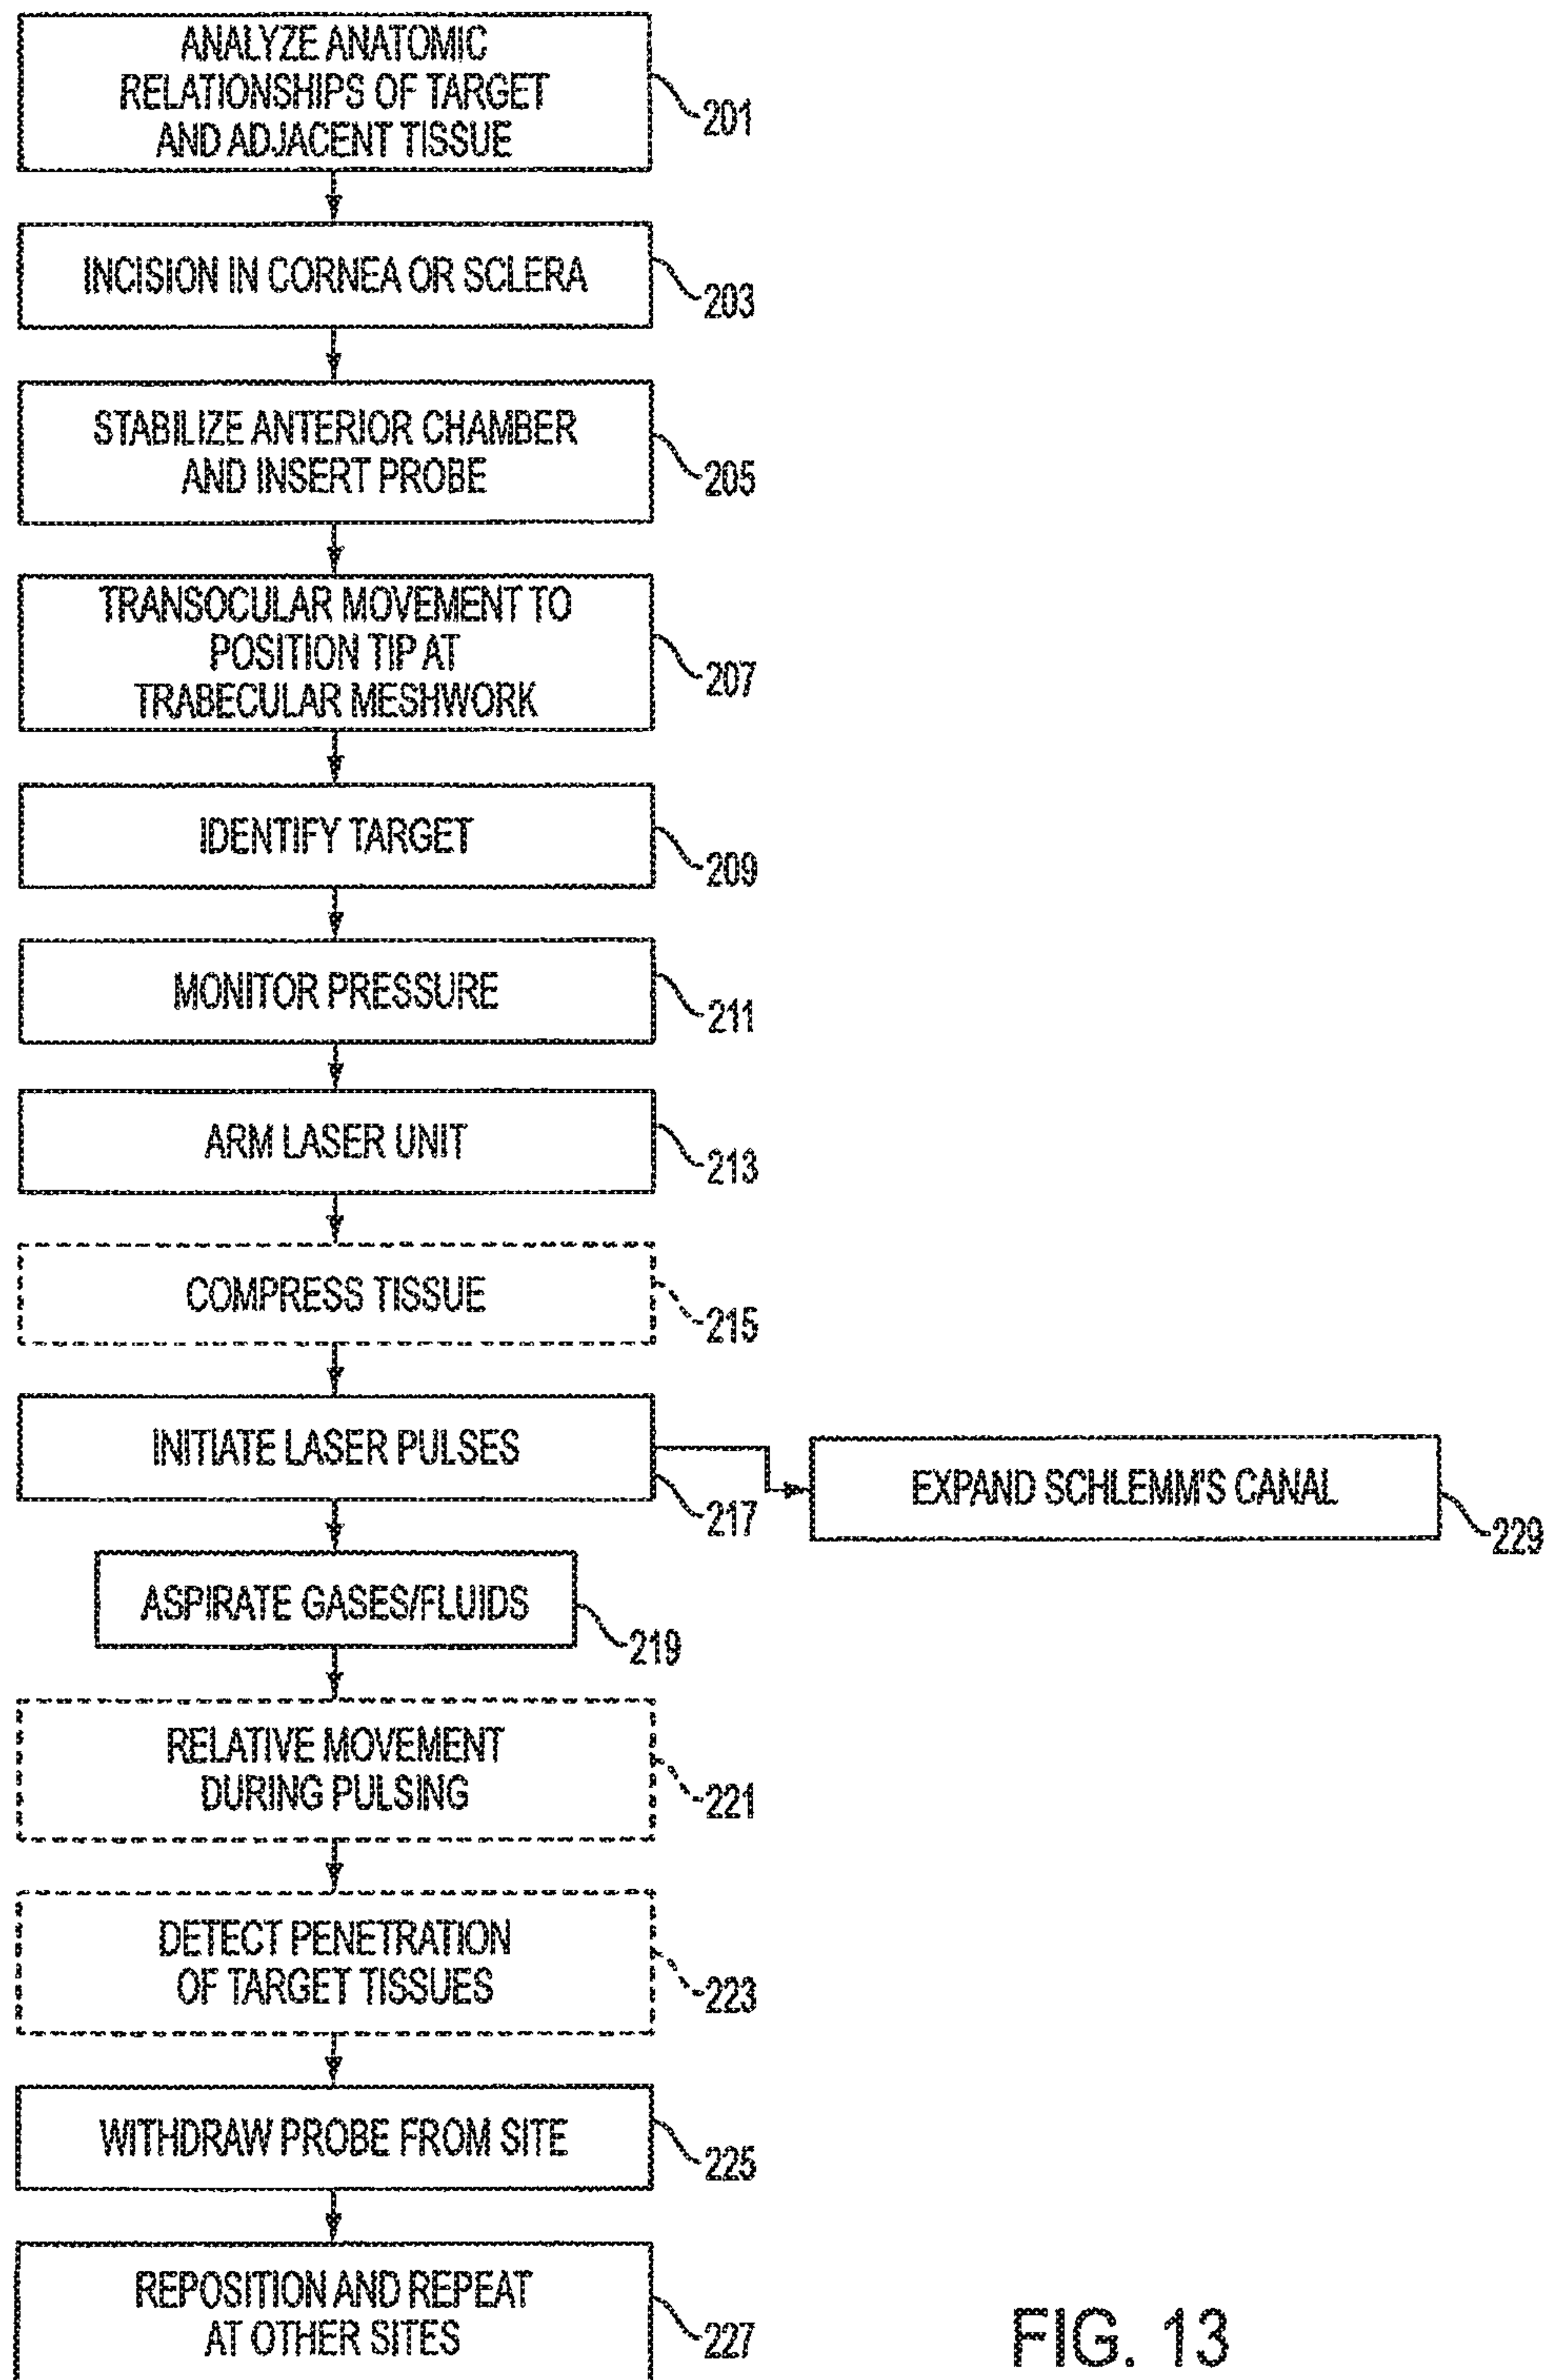 ANALYZE ANATOMIC
RELATIONSHIPS OF TARGET
AND ADJACENT TISSUE
201
INCISION IN CORNEA OR SCLERA
203
STABILIZE ANTERIOR CHAMBER
AND INSERT PROBE
205
TRANSOCULAR MOVEMENT TO
POSITION TIP AT
TRABECULAR MESHWORK
207
IDENTIFY TARGET
209
MONITOR PRESSURE
211
ARM LASER UNIT
213
COMPRESS TISSUE
215
INITIATE LASER PULSES
217
EXPAND SCHLEMM'S CANAL
229
ASPIRATE GASES/FLUIDS
219
RELATIVE MOVEMENT
DURING PULSING
221
DETECT PENETRATION
OF TARGET TISSUES
223
WITHDRAW PROBE FROM SITE
225
REPOSITION AND REPEAT
AT OTHER SITES
227
FIG. 13